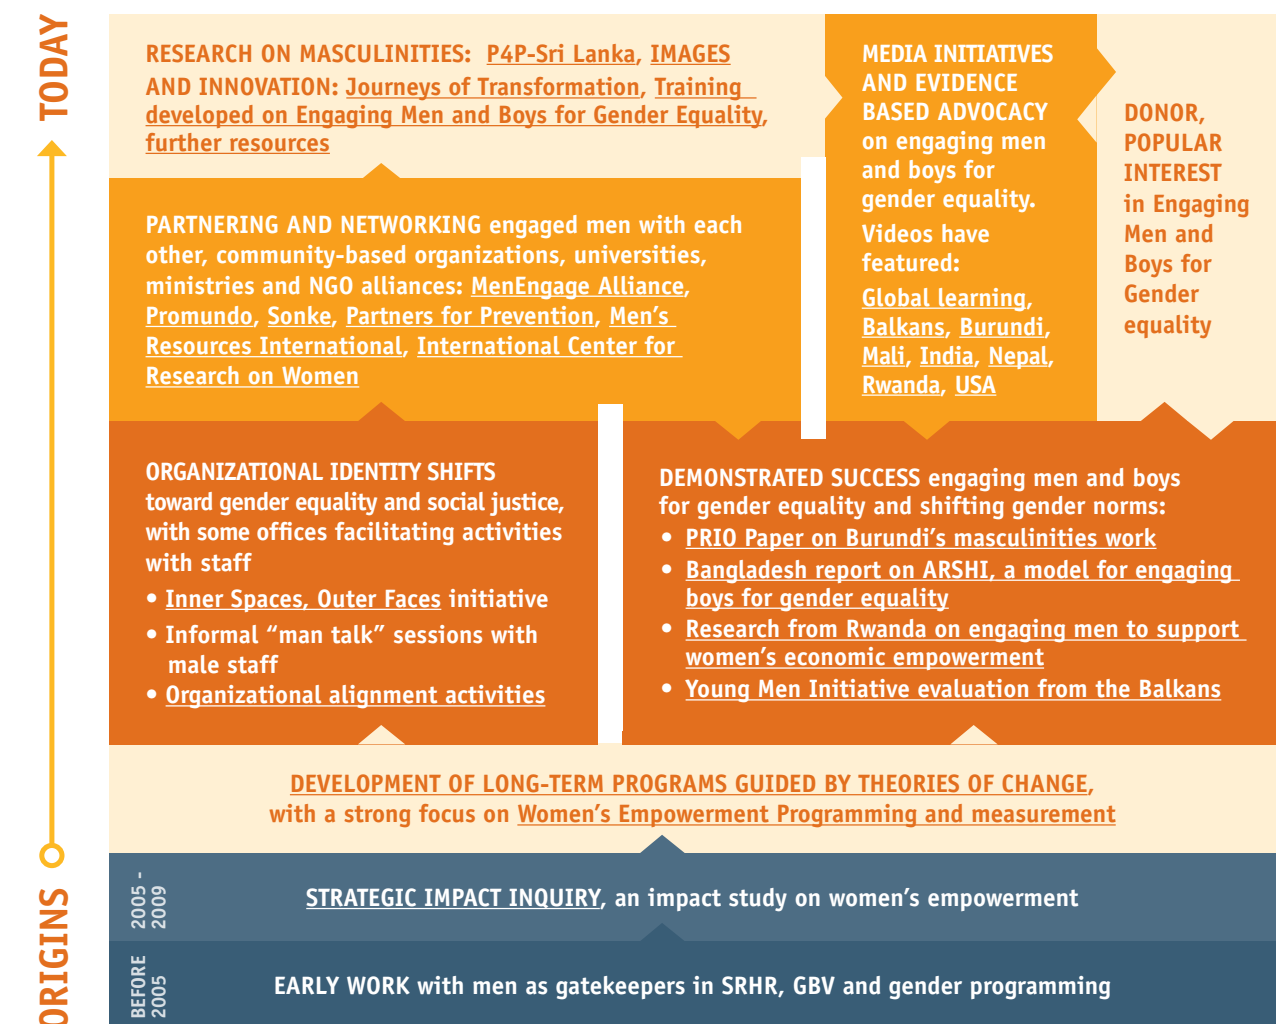 TODAY
RESEARCH ON MASCULINITIES: P4P-Sri Lanka, IMAGES
AND INNOVATION: Journeys of Transformation, Training
developed on Engaging Men and Boys for Gender Equality,
further resources
MEDIA INITIATIVES
AND EVIDENCE
BASED ADVOCACY
on engaging men
and boys for
gender equality.
Videos have
featured:
Global learning,
Balkans, Burundi,
Mali, India, Nepal,
Rwanda, USA
DONOR,
POPULAR
INTEREST
in Engaging
Men and
Boys for
Gender
equality
PARTNERING AND NETWORKING engaged men with each
other, community-based organizations, universities,
ministries and NGO alliances: MenEngage Alliance,
Promundo, Sonke, Partners for Prevention, Men’s
Resources International, International Center for
Research on Women
ORGANIZATIONAL IDENTITY SHIFTS
toward gender equality and social justice,
with some offices facilitating activities
with staff
• Inner Spaces, Outer Faces initiative
• Informal “man talk” sessions with
male staff
• Organizational alignment activities
DEMONSTRATED SUCCESS engaging men and boys
for gender equality and shifting gender norms:
• PRIO Paper on Burundi’s masculinities work
• Bangladesh report on ARSHI, a model for engaging
boys for gender equality
• Research from Rwanda on engaging men to support
women’s economic empowerment
• Young Men Initiative evaluation from the Balkans
DEVELOPMENT OF LONG-TERM PROGRAMS GUIDED BY THEORIES OF CHANGE,
with a strong focus on Women’s Empowerment Programming and measurement
ORIGINS
2005 -
2009
STRATEGIC IMPACT INQUIRY, an impact study on women’s empowerment
BEFORE
2005
EARLY WORK with men as gatekeepers in SRHR, GBV and gender programming